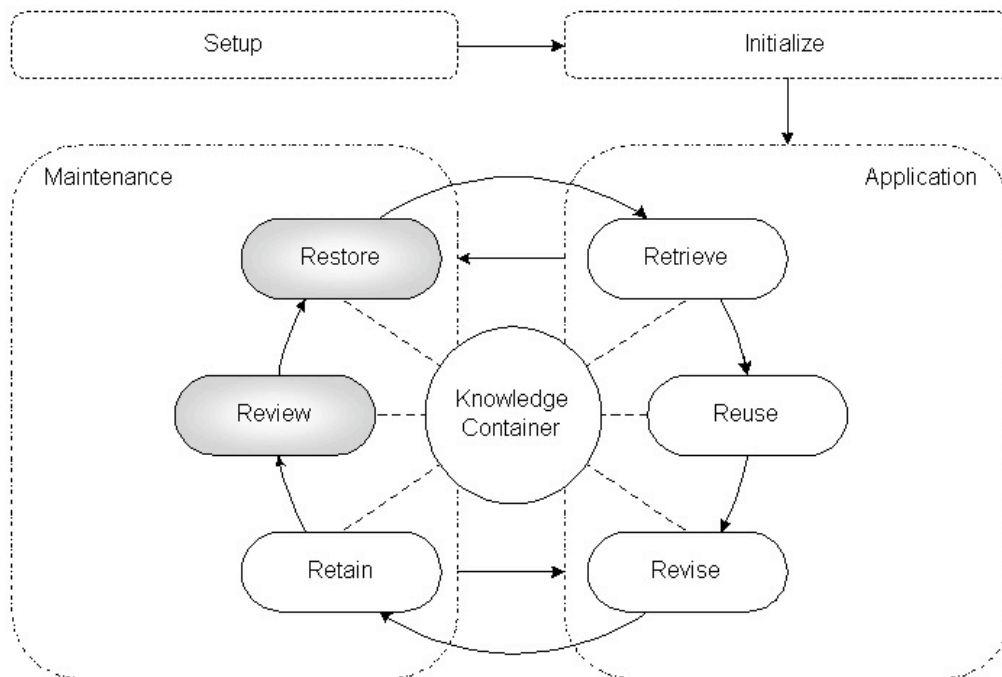 Setup
Initialize
Maintenance
Application
Restore
Retrieve
Review
Knowledge
Container
Reuse
Retain
Revise